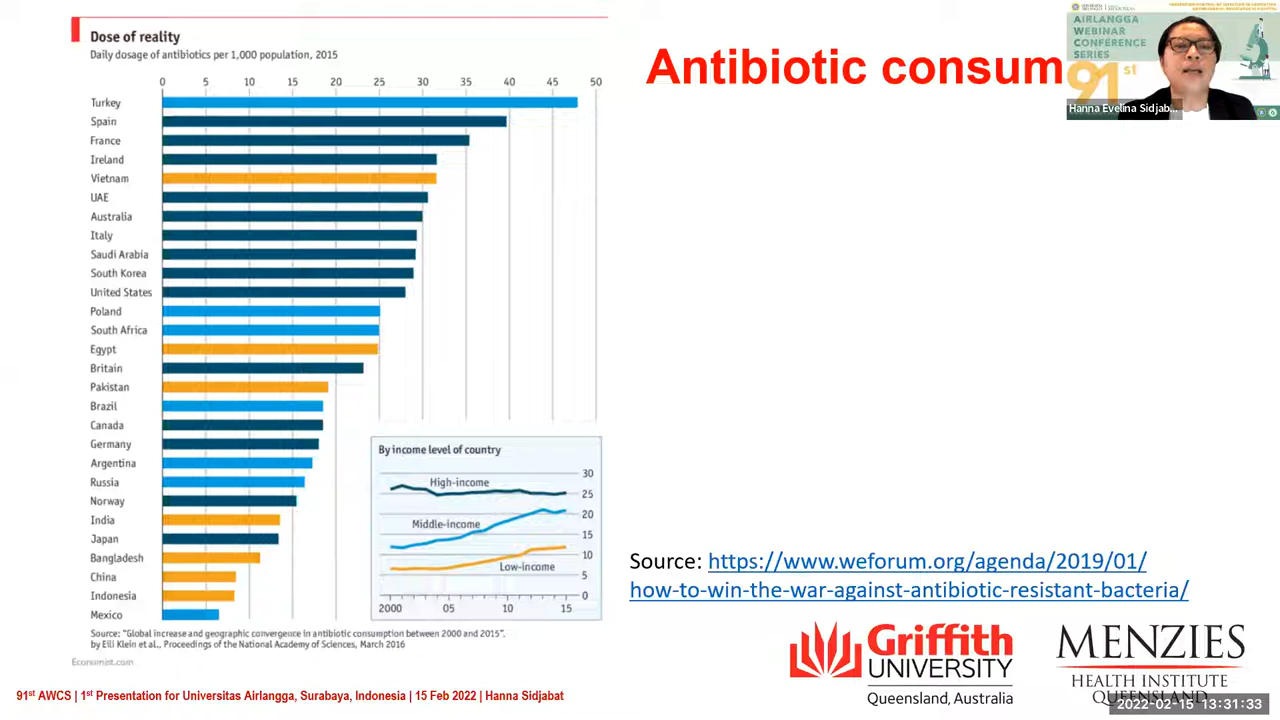 Dose of reality
Daily dosage of antibiotics per 1,000 population, 2015
0 5 10 15 20 25 30 35 40 45 50
Turkey
Spain
France
Ireland
Vietnam
UAE
Australia
Italy
Saudi Arabia
South Korea
United States
Poland
South Africa
Egypt
Britain
Pakistan
Brazil
Canada
Germany
Argentina
Russia
Norway
India
Japan
Bangladesh
China
Indonesia
Mexico
By income level of country
30
High-income
25
20
Middle-income
15
10
Low-income
5
0
2000 05 10 15
Source: "Global increase and geographic convergence in antibiotic consumption between 2000 and 2015",
by Eili Klein et al., Proceedings of the National Academy of Sciences, March 2016
Economist.com
Antibiotic consum
AIRLANGGA
WEBINAR
CONFERENCE
SERIES
91st
Hanna Evelina Sidjab...
Source: https://www.weforum.org/agenda/2019/01/
how-to-win-the-war-against-antibiotic-resistant-bacteria/
Griffith
UNIVERSITY
Queensland, Australia
MENZIES
HEALTH INSTITUTE
QUEENSLAND
91st AWCS | 1st Presentation for Universitas Airlangga, Surabaya, Indonesia | 15 Feb 2022 | Hanna Sidjabat
2022-02-15 13:31:33